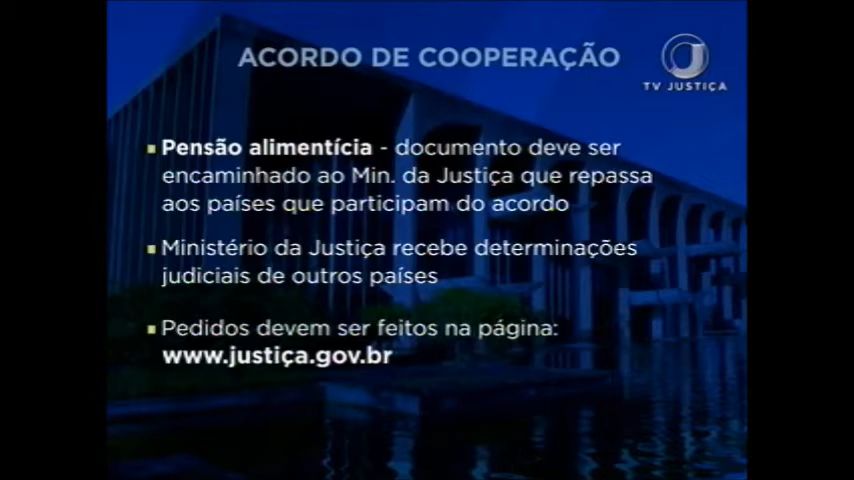 ACORDO DE COOPERAÇÃO
TV JUSTIÇA
Pensão alimentícia - documento deve ser
encaminhado ao Min. da Justiça que repassa
aos países que participam do acordo
Ministério da Justiça recebe determinações
judiciais de outros países
Pedidos devem ser feitos na página:
www.justiça.gov.br